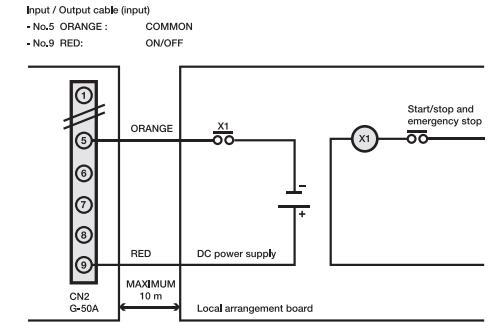 Input / Output cable (input)
- No.5 ORANGE : COMMON
- No.9 RED: ON/OFF
1
5
6
7
8
9
ORANGE
X1
-
+
RED
DC power supply
X1
Start/stop and
emergency stop
CN2
G-50A
MAXIMUM
10 m
Local arrangement board